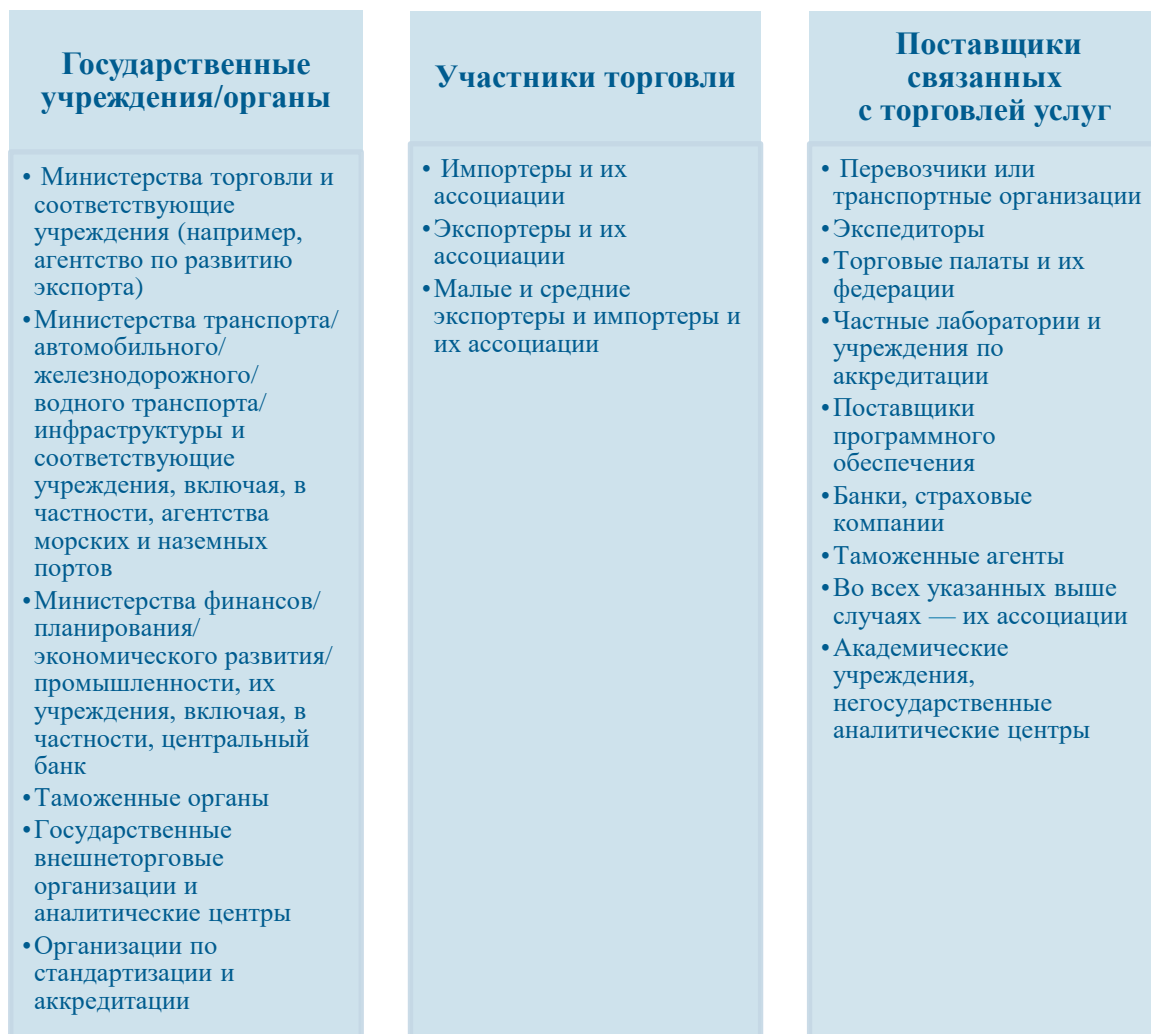 Государственные
учреждения/органы
• Министерства торговли и
соответствующие
учреждения (например,
агентство по развитию
экспорта)
•Министерства транспорта/
автомобильного/
железнодорожного/
водного транспорта/
инфраструктуры и
соответствующие
учреждения, включая, в
частности, агентства
морских и наземных
портов
•Министерства финансов/
планирования/
экономического развития/
промышленности, их
учреждения, включая, в
частности, центральный
банк
•Таможенные органы
•Государственные
внешнеторговые
организации и
аналитические центры
•Организации по
стандартизации и
аккредитации
Участники торговли
• Импортеры и их
ассоциации
•Экспортеры и их
ассоциации
•Малые и средние
экспортеры и импортеры и
их ассоциации
Поставщики
связанных
с торговлей услуг
• Перевозчики или
транспортные организации
•Экспедиторы
•Торговые палаты и их
федерации
•Частные лаборатории и
учреждения по
аккредитации
•Поставщики
программного
обеспечения
•Банки, страховые
компании
•Таможенные агенты
•Во всех указанных выше
случаях — их ассоциации
•Академические
учреждения,
негосударственные
аналитические центры